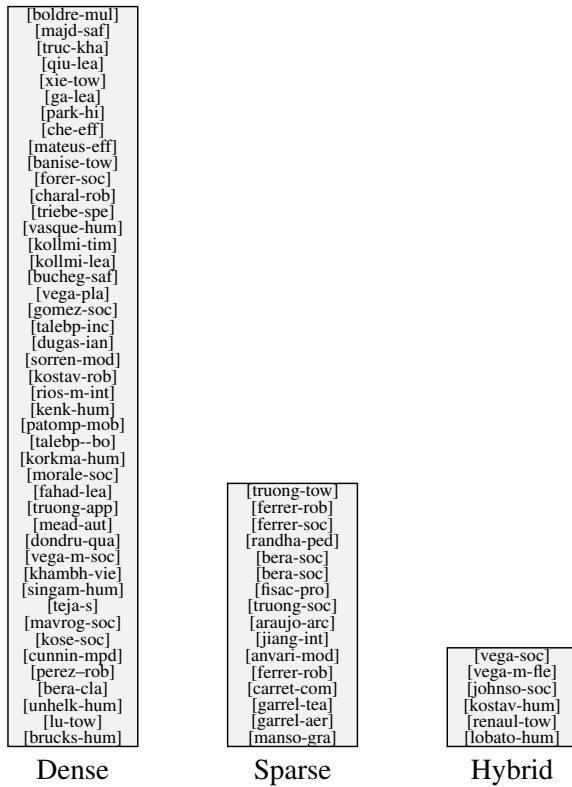 [boldre-mul]
[majd-saf]
[truc-kha]
[qiu-lea]
[xie-tow]
[ga-lea]
[park-hi]
[che-eff]
[mateus-eff]
[banise-tow]
[forer-soc]
[charal-rob]
[triebe-spe]
[vasque-hum]
[kollmi-tim]
[kollmi-lea]
[bucheg-saf]
[vega-pla]
[gomez-soc]
[talebp-inc]
[dugas-ian]
[sorren-mod]
[kostav-rob]
[rios-m-int]
[kenk-hum]
[patomp-mob]
[talebp--bo]
[korkma-hum]
[morale-soc]
[fahad-lea]
[truong-app]
[mead-aut]
[dondru-qua]
[vega-m-soc]
[khambh-vie]
[singam-hum]
[teja-s]
[mavrog-soc]
[kose-soc]
[cunnin-mpd]
[perez–rob]
[bera-cla]
[unhelk-hum]
[lu-tow]
[brucks-hum]
Dense
[truong-tow]
[ferrer-rob]
[ferrer-soc]
[randha-ped]
[bera-soc]
[bera-soc]
[fisac-pro]
[truong-soc]
[araujo-arc]
[jiang-int]
[anvari-mod]
[ferrer-rob]
[carret-com]
[garrel-tea]
[garrel-aer]
[manso-gra]
Sparse
[vega-soc]
[vega-m-fle]
[johnso-soc]
[kostav-hum]
[renaul-tow]
[lobato-hum]
Hybrid